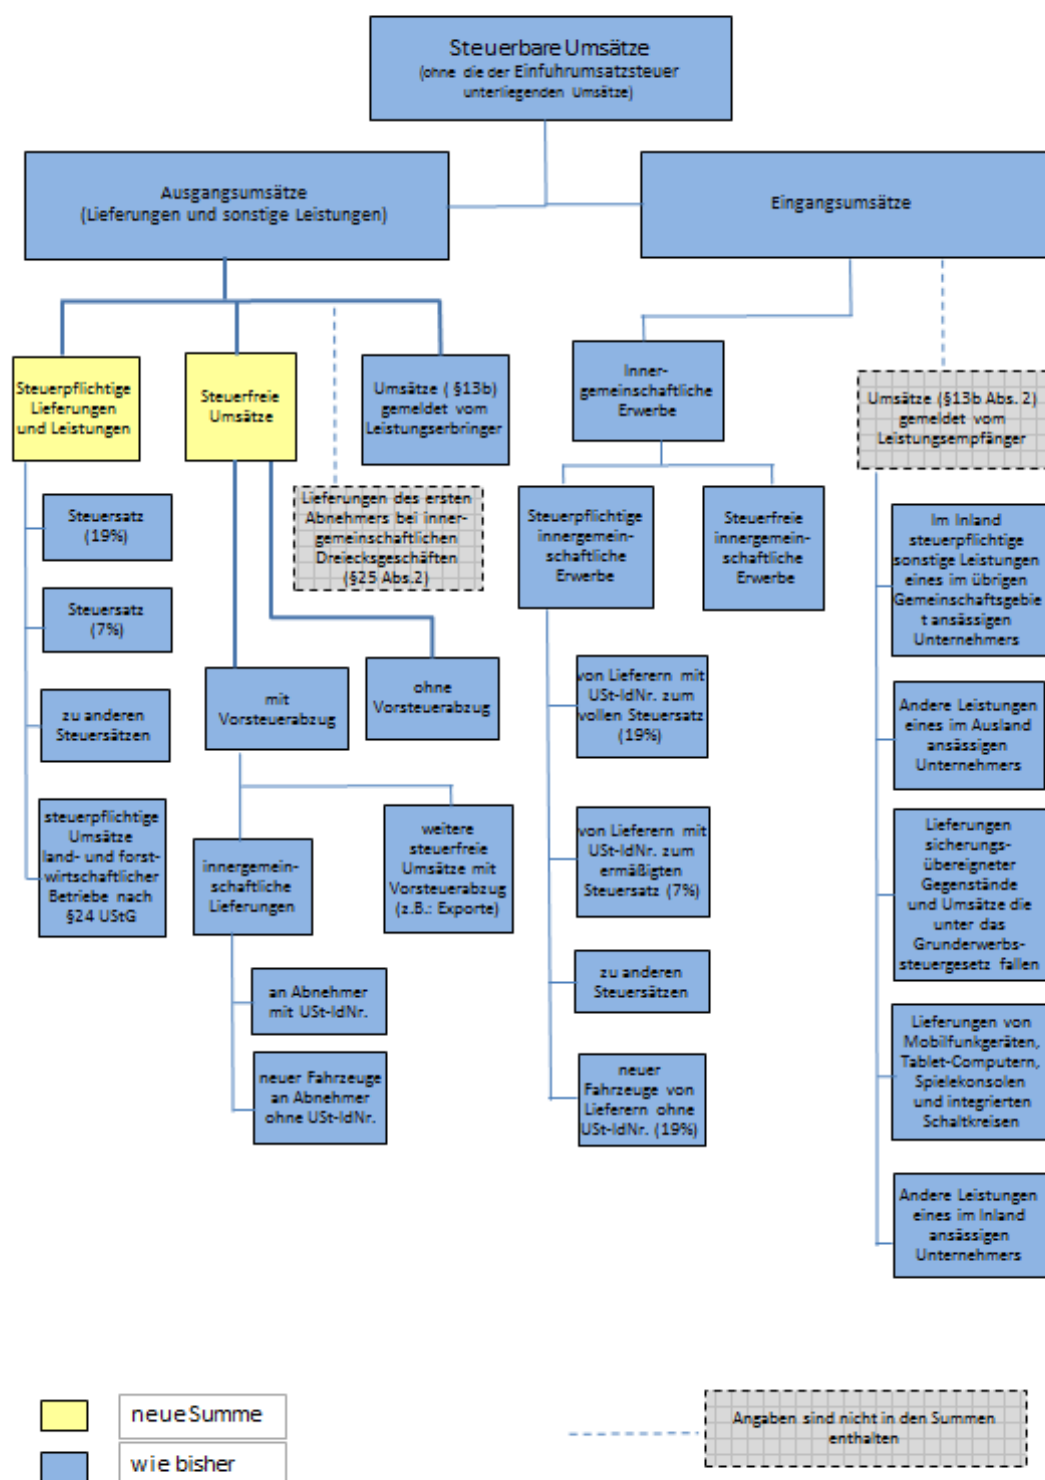 Steuerbare Umsätze
(ohne die der Einfuhrumsatzsteuer
unterliegenden Umsätze)
Ausgangsumsätze
(Lieferungen und sonstige Leistungen)
Eingangsumsätze
Steuerpflichtige
Lieferungen
und Leistungen
Steuerfreie
Umsätze
Umsätze ( §13b)
gemeldet vom
Leistungserbringer
Inner-
gemeinschaftliche
Erwerbe
Umsätze (§13b Abs. 2)
gemeldet vom
Leistungsempfänger
Lieferungen des ersten
Abnehmers bei inner-
gemeinschaftlichen
Dreiecksgeschäften
(§25 Abs.2)
Steuersatz
(19%)
Steuersatz
(7%)
zu anderen
Steuersätzen
steuerpflichtige
Umsätze
land- und forst-
wirtschaftlicher
Betriebe nach
§24 UStG
mit
Vorsteuerabzug
ohne
Vorsteuerabzug
innergemein-
schaftliche
Lieferungen
weitere
steuerfreie
Umsätze mit
Vorsteuerabzug
(z.B.: Exporte)
an Abnehmer
mit USt-IdNr.
neuer Fahrzeuge
an Abnehmer
ohne USt-IdNr.
Steuerpflichtige
innergemein-
schaftliche
Erwerbe
Steuerfreie
innergemein-
schaftliche
Erwerbe
von Lieferern mit
USt-IdNr. zum
vollen Steuersatz
(19%)
von Lieferern mit
USt-IdNr. zum
ermäßigten
Steuersatz (7%)
zu anderen
Steuersätzen
neuer
Fahrzeuge von
Lieferern ohne
USt-IdNr. (19%)
Im Inland
steuerpflichtige
sonstige Leistungen
eines im übrigen
Gemeinschaftsgebie
t ansässigen
Unternehmers
Andere Leistungen
eines im Ausland
ansässigen
Unternehmers
Lieferungen
sicherungs-
übereigneter
Gegenstände
und Umsätze die
unter das
Grunderwerbs-
steuergesetz fallen
Lieferungen von
Mobilfunkgeräten,
Tablet-Computern,
Spielekonsolen
und integrierten
Schaltkreisen
Andere Leistungen
eines im Inland
ansässigen
Unternehmers
neue Summe
wie bisher
Angaben sind nicht in den Summen
enthalten